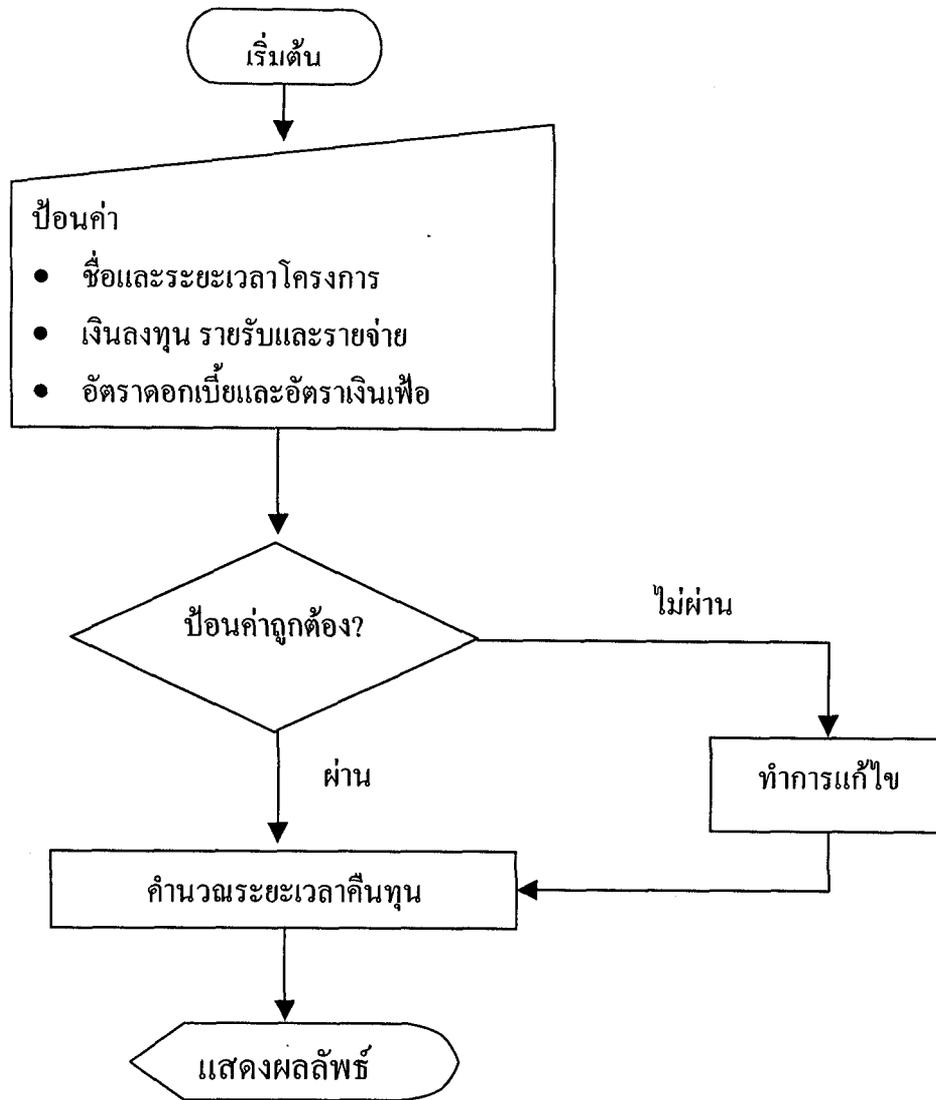 เริ่มต้น
ป้อนค่า
● ชื่อและระยะเวลาโครงการ
● เงินลงทุน รายรับและรายจ่าย
● อัตราดอกเบี้ยและอัตราเงินเฟ้อ
ป้อนค่าถูกต้อง?
ไม่ผ่าน
ผ่าน
ทำการแก้ไข
คำนวณระยะเวลาคืนทุน
แสดงผลลัพธ์